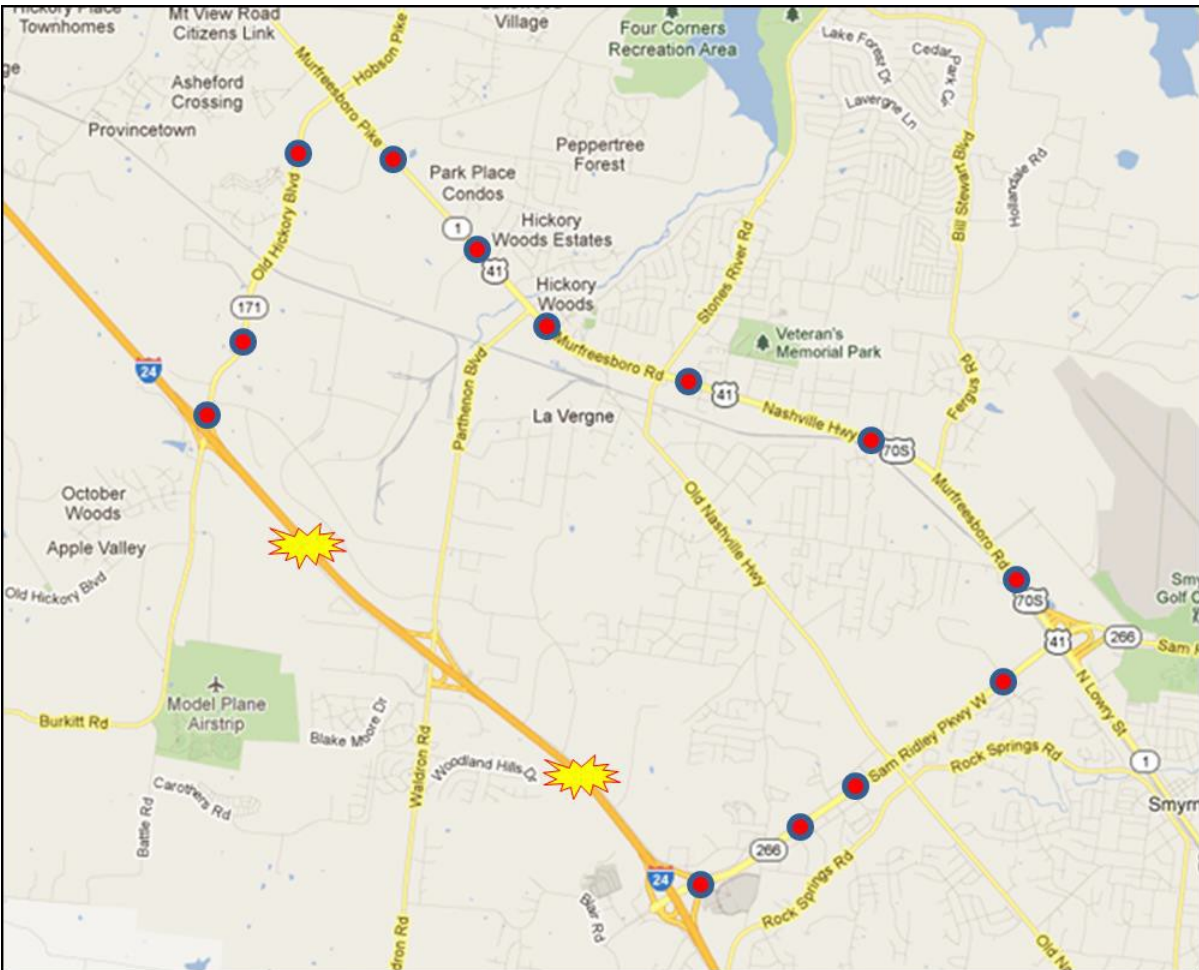 Hickory Place
Townhomes
Mt View Road
Citizens Link
Village
Four Corners
Recreation Area
Hobson Pike
Murfreesboro Pike
Lake Forest Dr
Cedar
Park Cir
Lavergne Ln
Asheford
Crossing
Provincetown
Peppertree
Forest
Park Place
Condos
Bill Stewart Blvd
Hollandale Rd
Old Hickory Blvd
1
Hickory
Woods Estates
41
Hickory
Woods
Stones River Rd
171
24
Murfreesboro Rd
Veteran's
Memorial Park
41
Parthenon Blvd
Fergus Rd
La Vergne
Nashville Hwy
70S
October
Woods
Apple Valley
Old Hickory Blvd
Old Nashville Hwy
Murfreesboro Rd
70S
41
266
Model Plane
Airstrip
Burkitt Rd
Blake Moore Dr
Waldron Rd
Woodland Hills Dr
N Lowry St
Sam Ridley Pkwy W
Rock Springs Rd
1
Carothers Rd
Battle Rd
266
24
Blair Rd
Rock Springs Rd